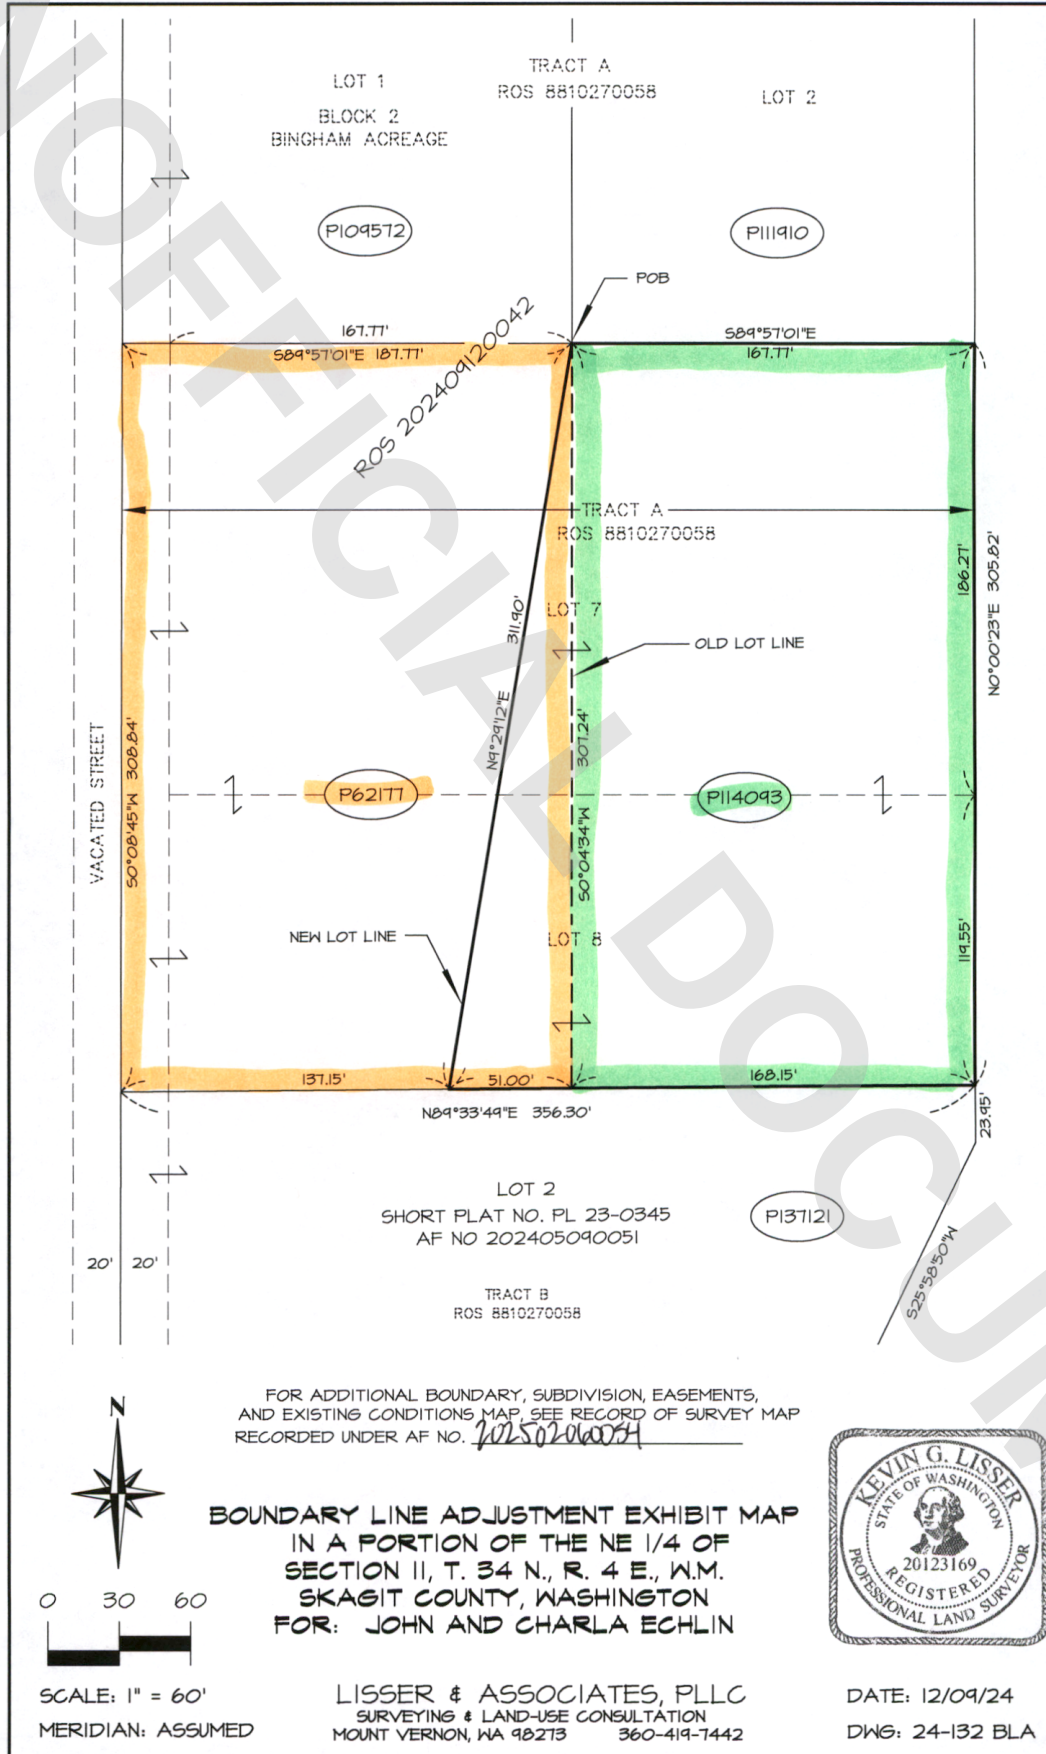 UNOFFICIAL DOCUM
LOT 1
BLOCK 2
BINGHAM ACREAGE
TRACT A
ROS 8810270058
LOT 2
P109572
P111910
POB
167.77'
S89°57'01"E 187.77'
S89°57'01"E
167.77'
ROS 202409120042
TRACT A
ROS 8810270058
186.27'
N0°00'23"E 305.82'
LOT 7
311.90'
N9°29'12"E
OLD LOT LINE
307.24'
S0°04'34"W
VACATED STREET
S0°08'45"W 308.84'
P62177
P114093
NEW LOT LINE
LOT 8
119.55'
137.15'
51.00'
168.15'
N89°33'49"E 356.30'
23.95'
LOT 2
SHORT PLAT NO. PL 23-0345
AF NO 202405090051
P137121
20'
20'
TRACT B
ROS 8810270058
S25°58'50"W
FOR ADDITIONAL BOUNDARY, SUBDIVISION, EASEMENTS,
AND EXISTING CONDITIONS MAP, SEE RECORD OF SURVEY MAP
RECORDED UNDER AF NO. 202502060054
N
BOUNDARY LINE ADJUSTMENT EXHIBIT MAP
IN A PORTION OF THE NE 1/4 OF
SECTION 11, T. 34 N., R. 4 E., W.M.
SKAGIT COUNTY, WASHINGTON
FOR: JOHN AND CHARLA ECHLIN
KEVIN G. LISSER
STATE OF WASHINGTON
20123169
REGISTERED
PROFESSIONAL LAND SURVEYOR
0 30 60
SCALE: 1" = 60'
MERIDIAN: ASSUMED
LISSER & ASSOCIATES, PLLC
SURVEYING & LAND-USE CONSULTATION
MOUNT VERNON, WA 98273 360-419-7442
DATE: 12/09/24
DWG: 24-132 BLA